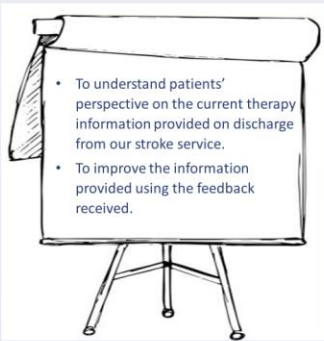 • To understand patients'
perspective on the current therapy
information provided on discharge
from our stroke service.
• To improve the information
provided using the feedback
received.